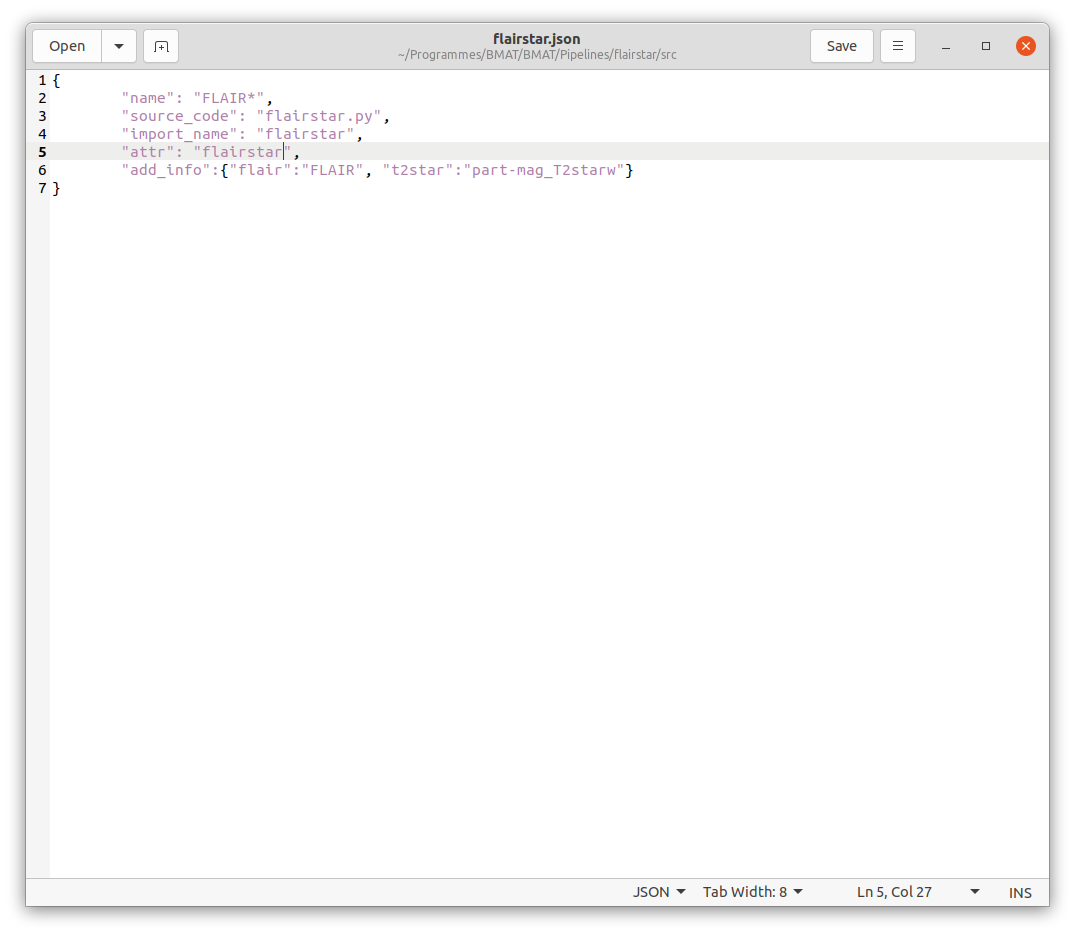 Open
flairstar.json
~/Programmes/BMAT/BMAT/Pipelines/flairstar/src
Save
1 {
2 "name": "FLAIR*",
3 "source_code": "flairstar.py",
4 "import_name": "flairstar",
5 "attr": "flairstar",
6 "add_info":{"flair":"FLAIR", "t2star":"part-mag_T2starw"}
7 }
JSON Tab Width: 8 Ln 5, Col 27 INS